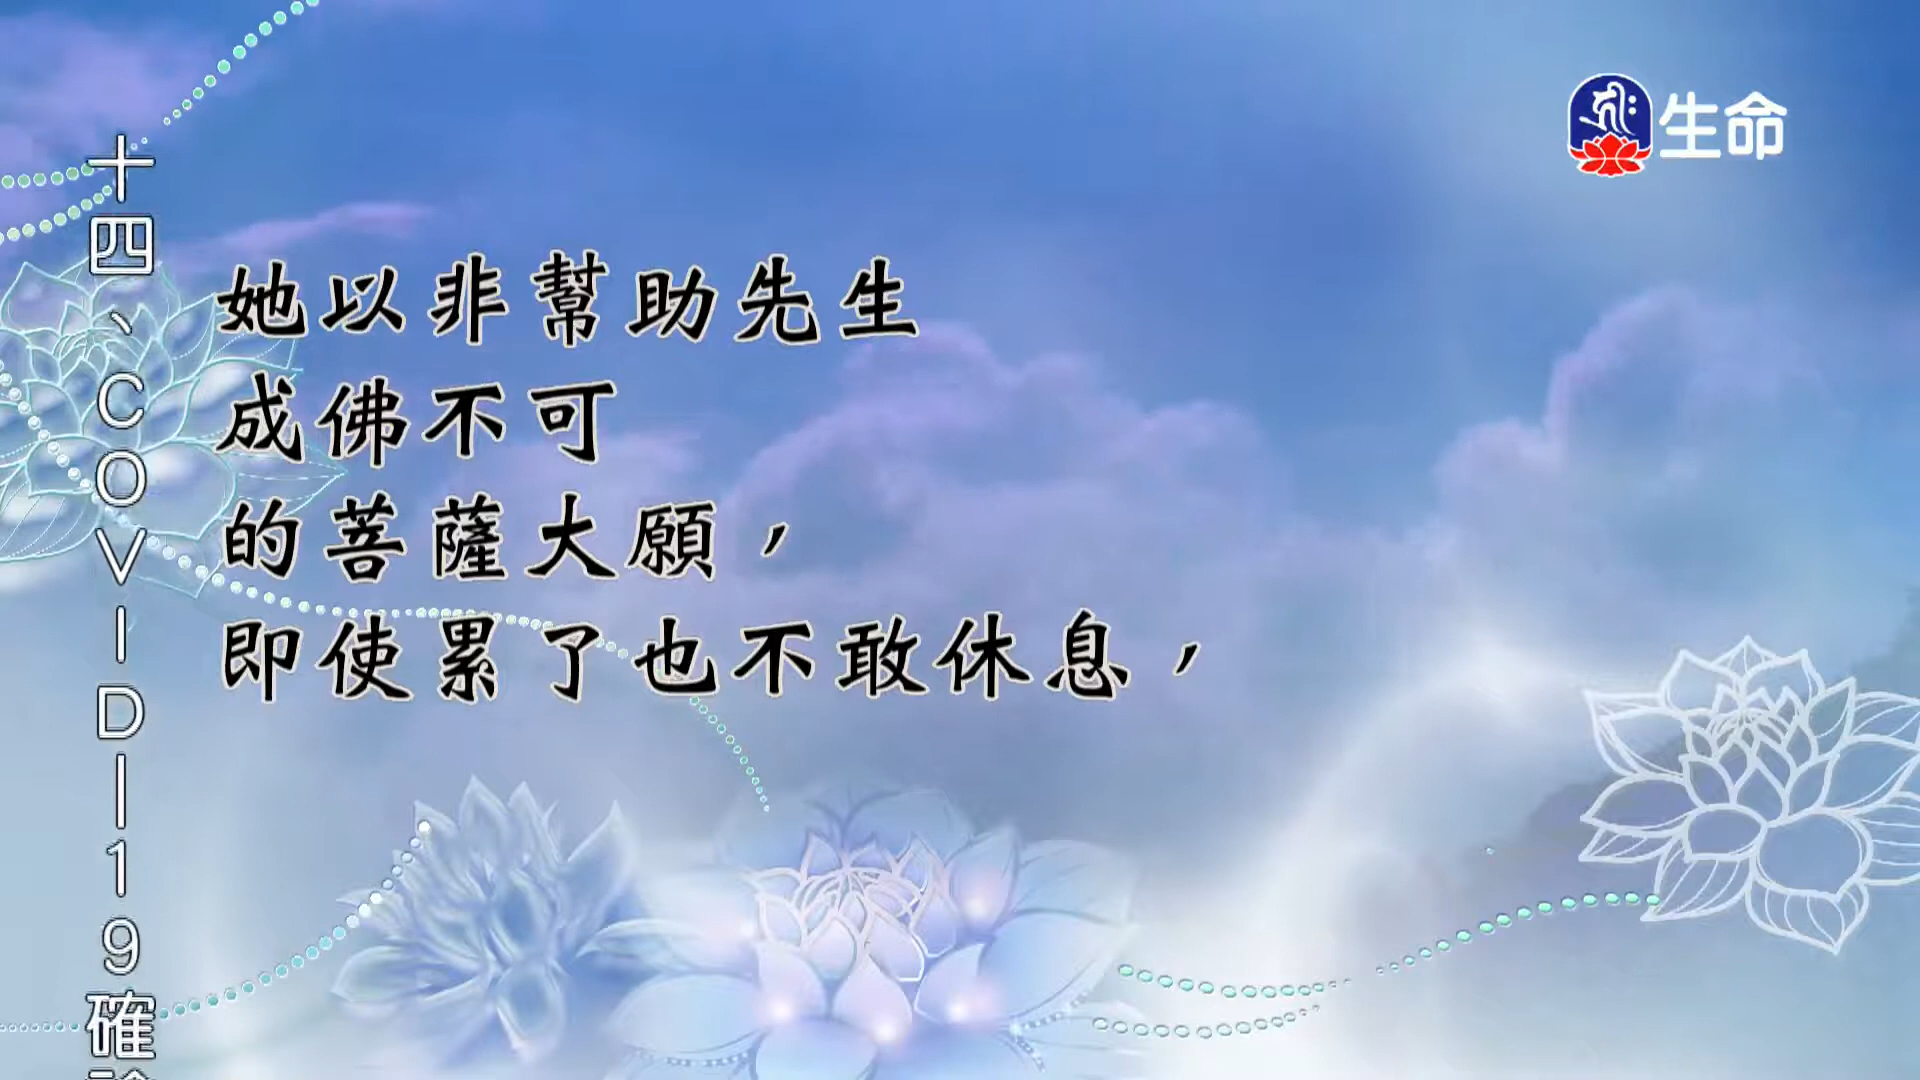 生命
十四、COVID-19確
她以非幫助先生
成佛不可
的菩薩大願，
即使累了也不敢休息，